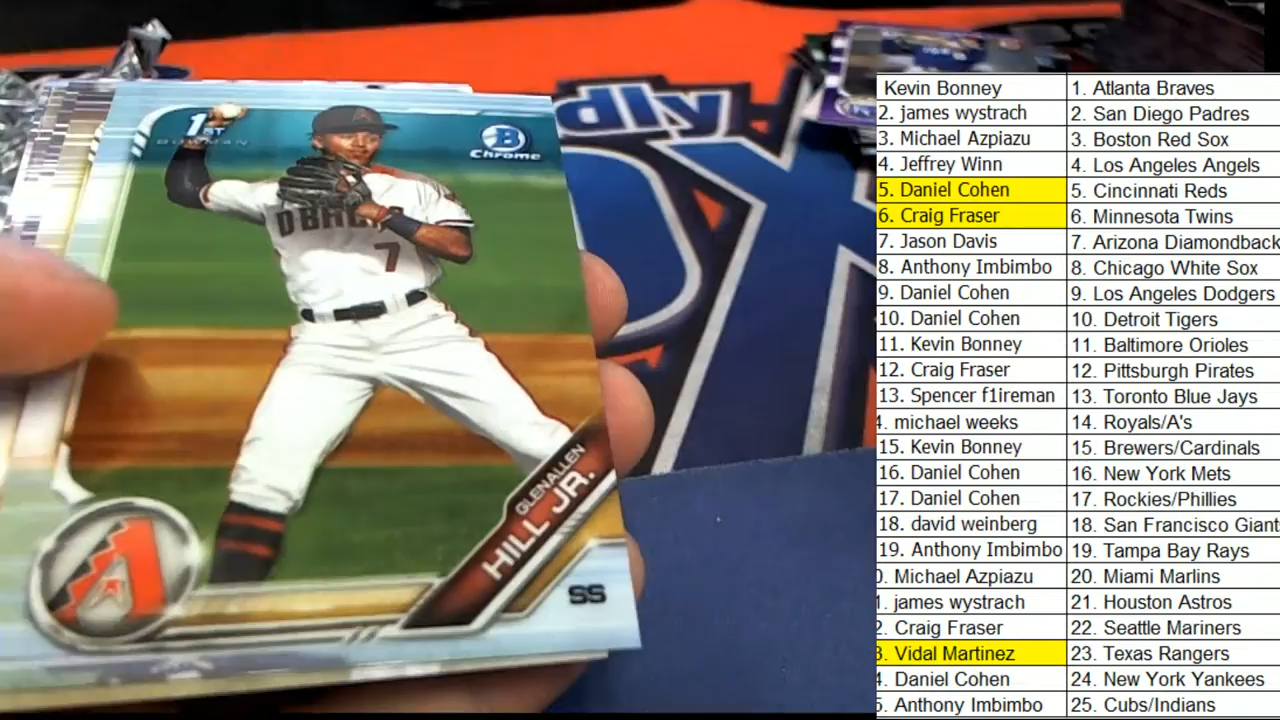 dly
1ST
BOWMAN
B
Chrome
7
GLENALLEN
HILL JR.
SS
Kevin Bonney 1. Atlanta Braves
2. james wystrach 2. San Diego Padres
3. Michael Azpiazu 3. Boston Red Sox
4. Jeffrey Winn 4. Los Angeles Angels
5. Daniel Cohen 5. Cincinnati Reds
6. Craig Fraser 6. Minnesota Twins
7. Jason Davis 7. Arizona Diamondback
8. Anthony Imbimbo 8. Chicago White Sox
9. Daniel Cohen 9. Los Angeles Dodgers
10. Daniel Cohen 10. Detroit Tigers
11. Kevin Bonney 11. Baltimore Orioles
12. Craig Fraser 12. Pittsburgh Pirates
13. Spencer f1ireman 13. Toronto Blue Jays
4. michael weeks 14. Royals/A's
15. Kevin Bonney 15. Brewers/Cardinals
16. Daniel Cohen 16. New York Mets
17. Daniel Cohen 17. Rockies/Phillies
18. david weinberg 18. San Francisco Giant
19. Anthony Imbimbo 19. Tampa Bay Rays
0. Michael Azpiazu 20. Miami Marlins
1. james wystrach 21. Houston Astros
2. Craig Fraser 22. Seattle Mariners
3. Vidal Martinez 23. Texas Rangers
4. Daniel Cohen 24. New York Yankees
5. Anthony Imbimbo 25. Cubs/Indians